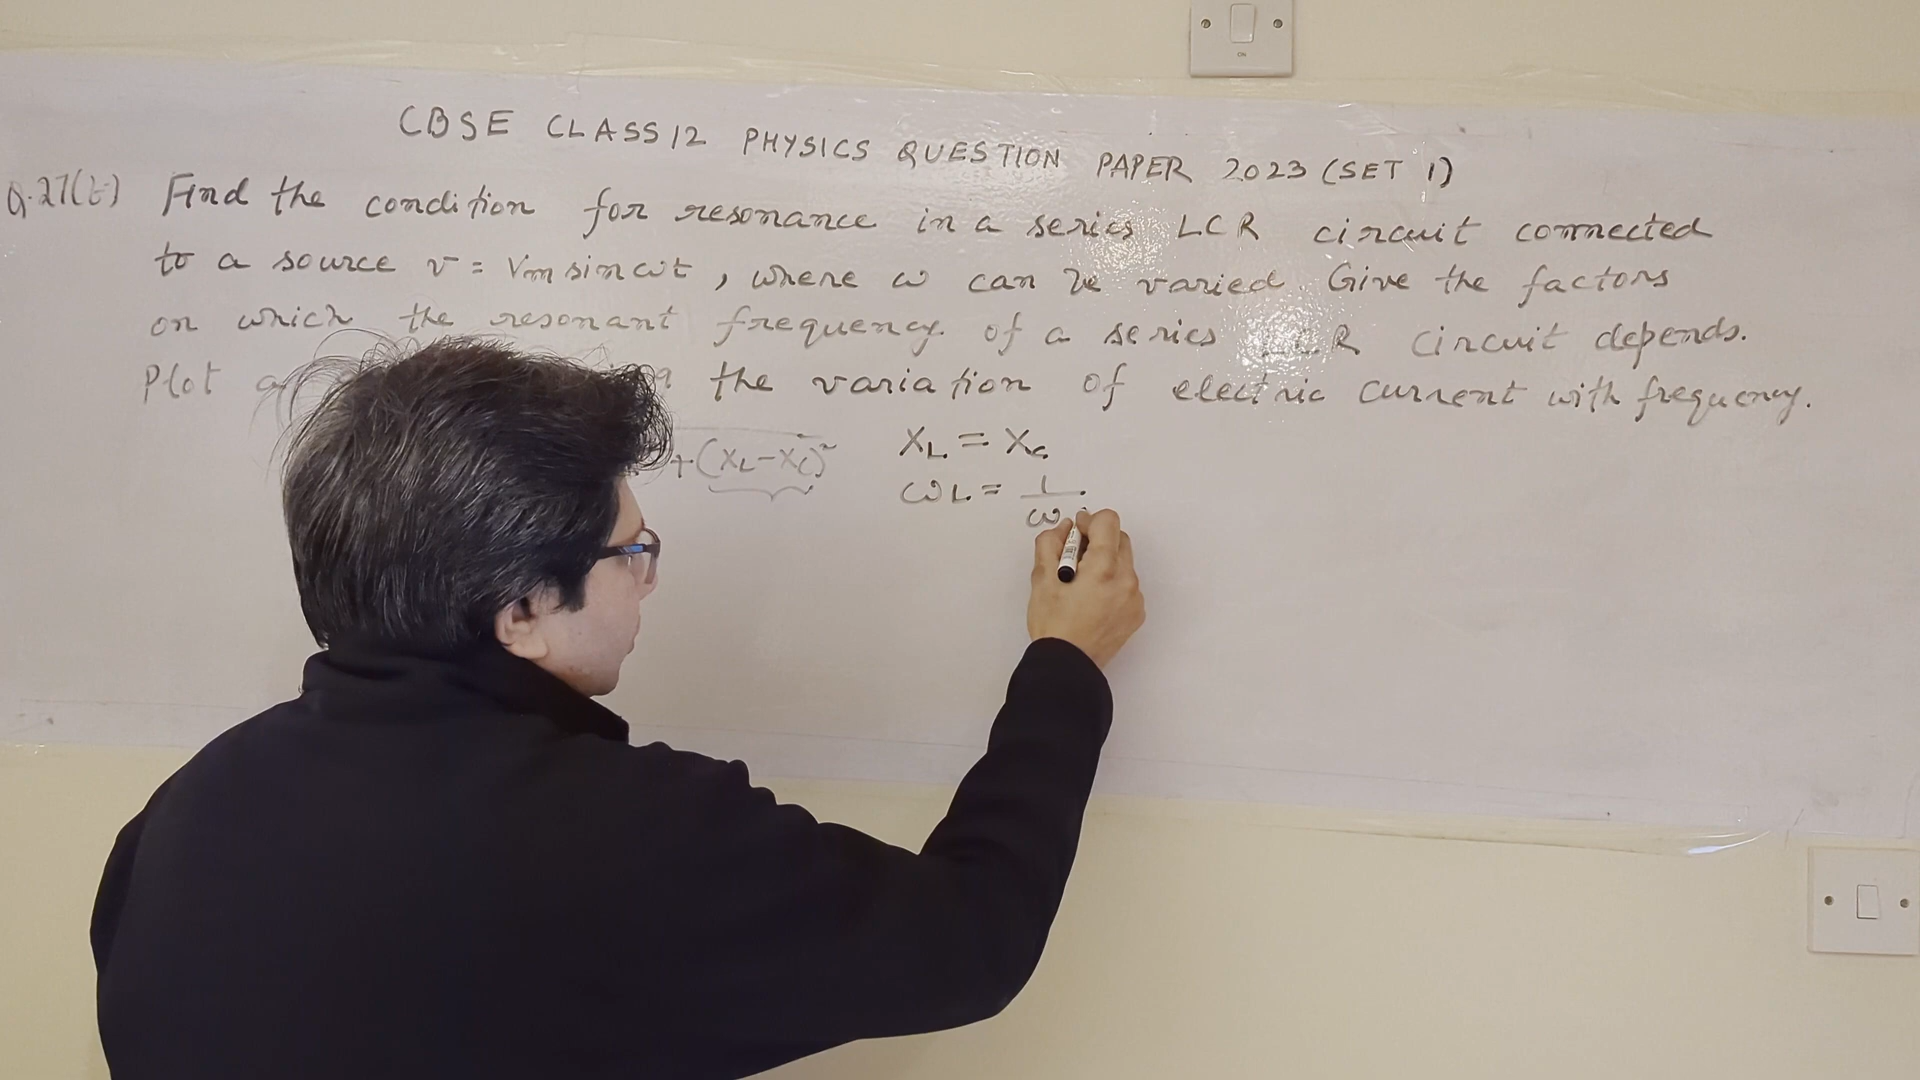 CBSE CLASS 12 PHYSICS QUESTION PAPER 2023 (SET 1)
Q.27(b) Find the condition for resonance in a series LCR circuit connected
to a source v = Vm sin ωt, where ω can be varied. Give the factors
on which the resonant frequency of a series LCR circuit depends.
Plot a the variation of electric current with frequency.
+(XL-XC)²
XL = XC
ωL = 1/ω
ON